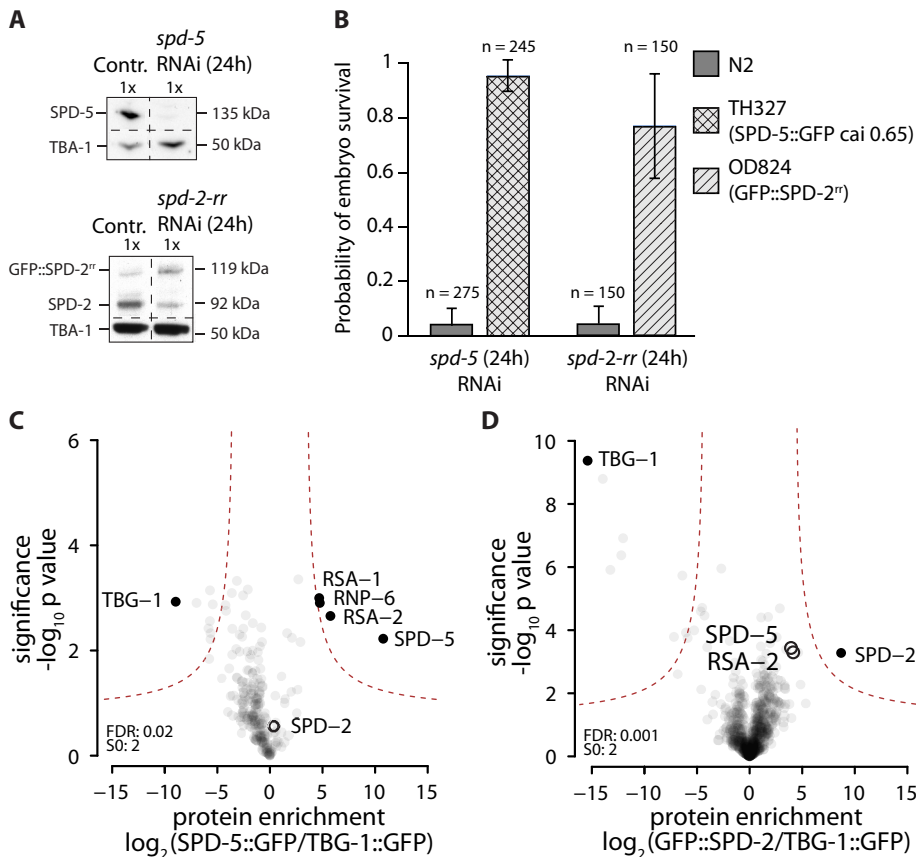 A
spd-5
Contr. RNAi (24h)
1x 1x
SPD-5 135 kDa
TBA-1 50 kDa
spd-2-rr
Contr. RNAi (24h)
1x 1x
GFP::SPD-2rr 119 kDa
SPD-2 92 kDa
TBA-1 50 kDa
B
Probability of embryo survival
1
0.8
0.6
0.4
0.2
0
n = 275
n = 245
n = 150
n = 150
spd-5 (24h)
RNAi
spd-2-rr (24h)
RNAi
N2
TH327
(SPD-5::GFP cai 0.65)
OD824
(GFP::SPD-2rr)
C
significance
-log10 p value
6
4
2
0
TBG−1
RSA−1
RNP−6
RSA−2
SPD−5
SPD−2
FDR: 0.02
S0: 2
−15 −10 −5 0 5 10 15
protein enrichment
log2(SPD-5::GFP/TBG-1::GFP)
D
significance
-log10 p value
10
8
6
4
2
0
TBG−1
SPD−5
RSA−2
SPD−2
FDR: 0.001
S0: 2
−15 −10 −5 0 5 10 15
protein enrichment
log2(GFP::SPD-2/TBG-1::GFP)